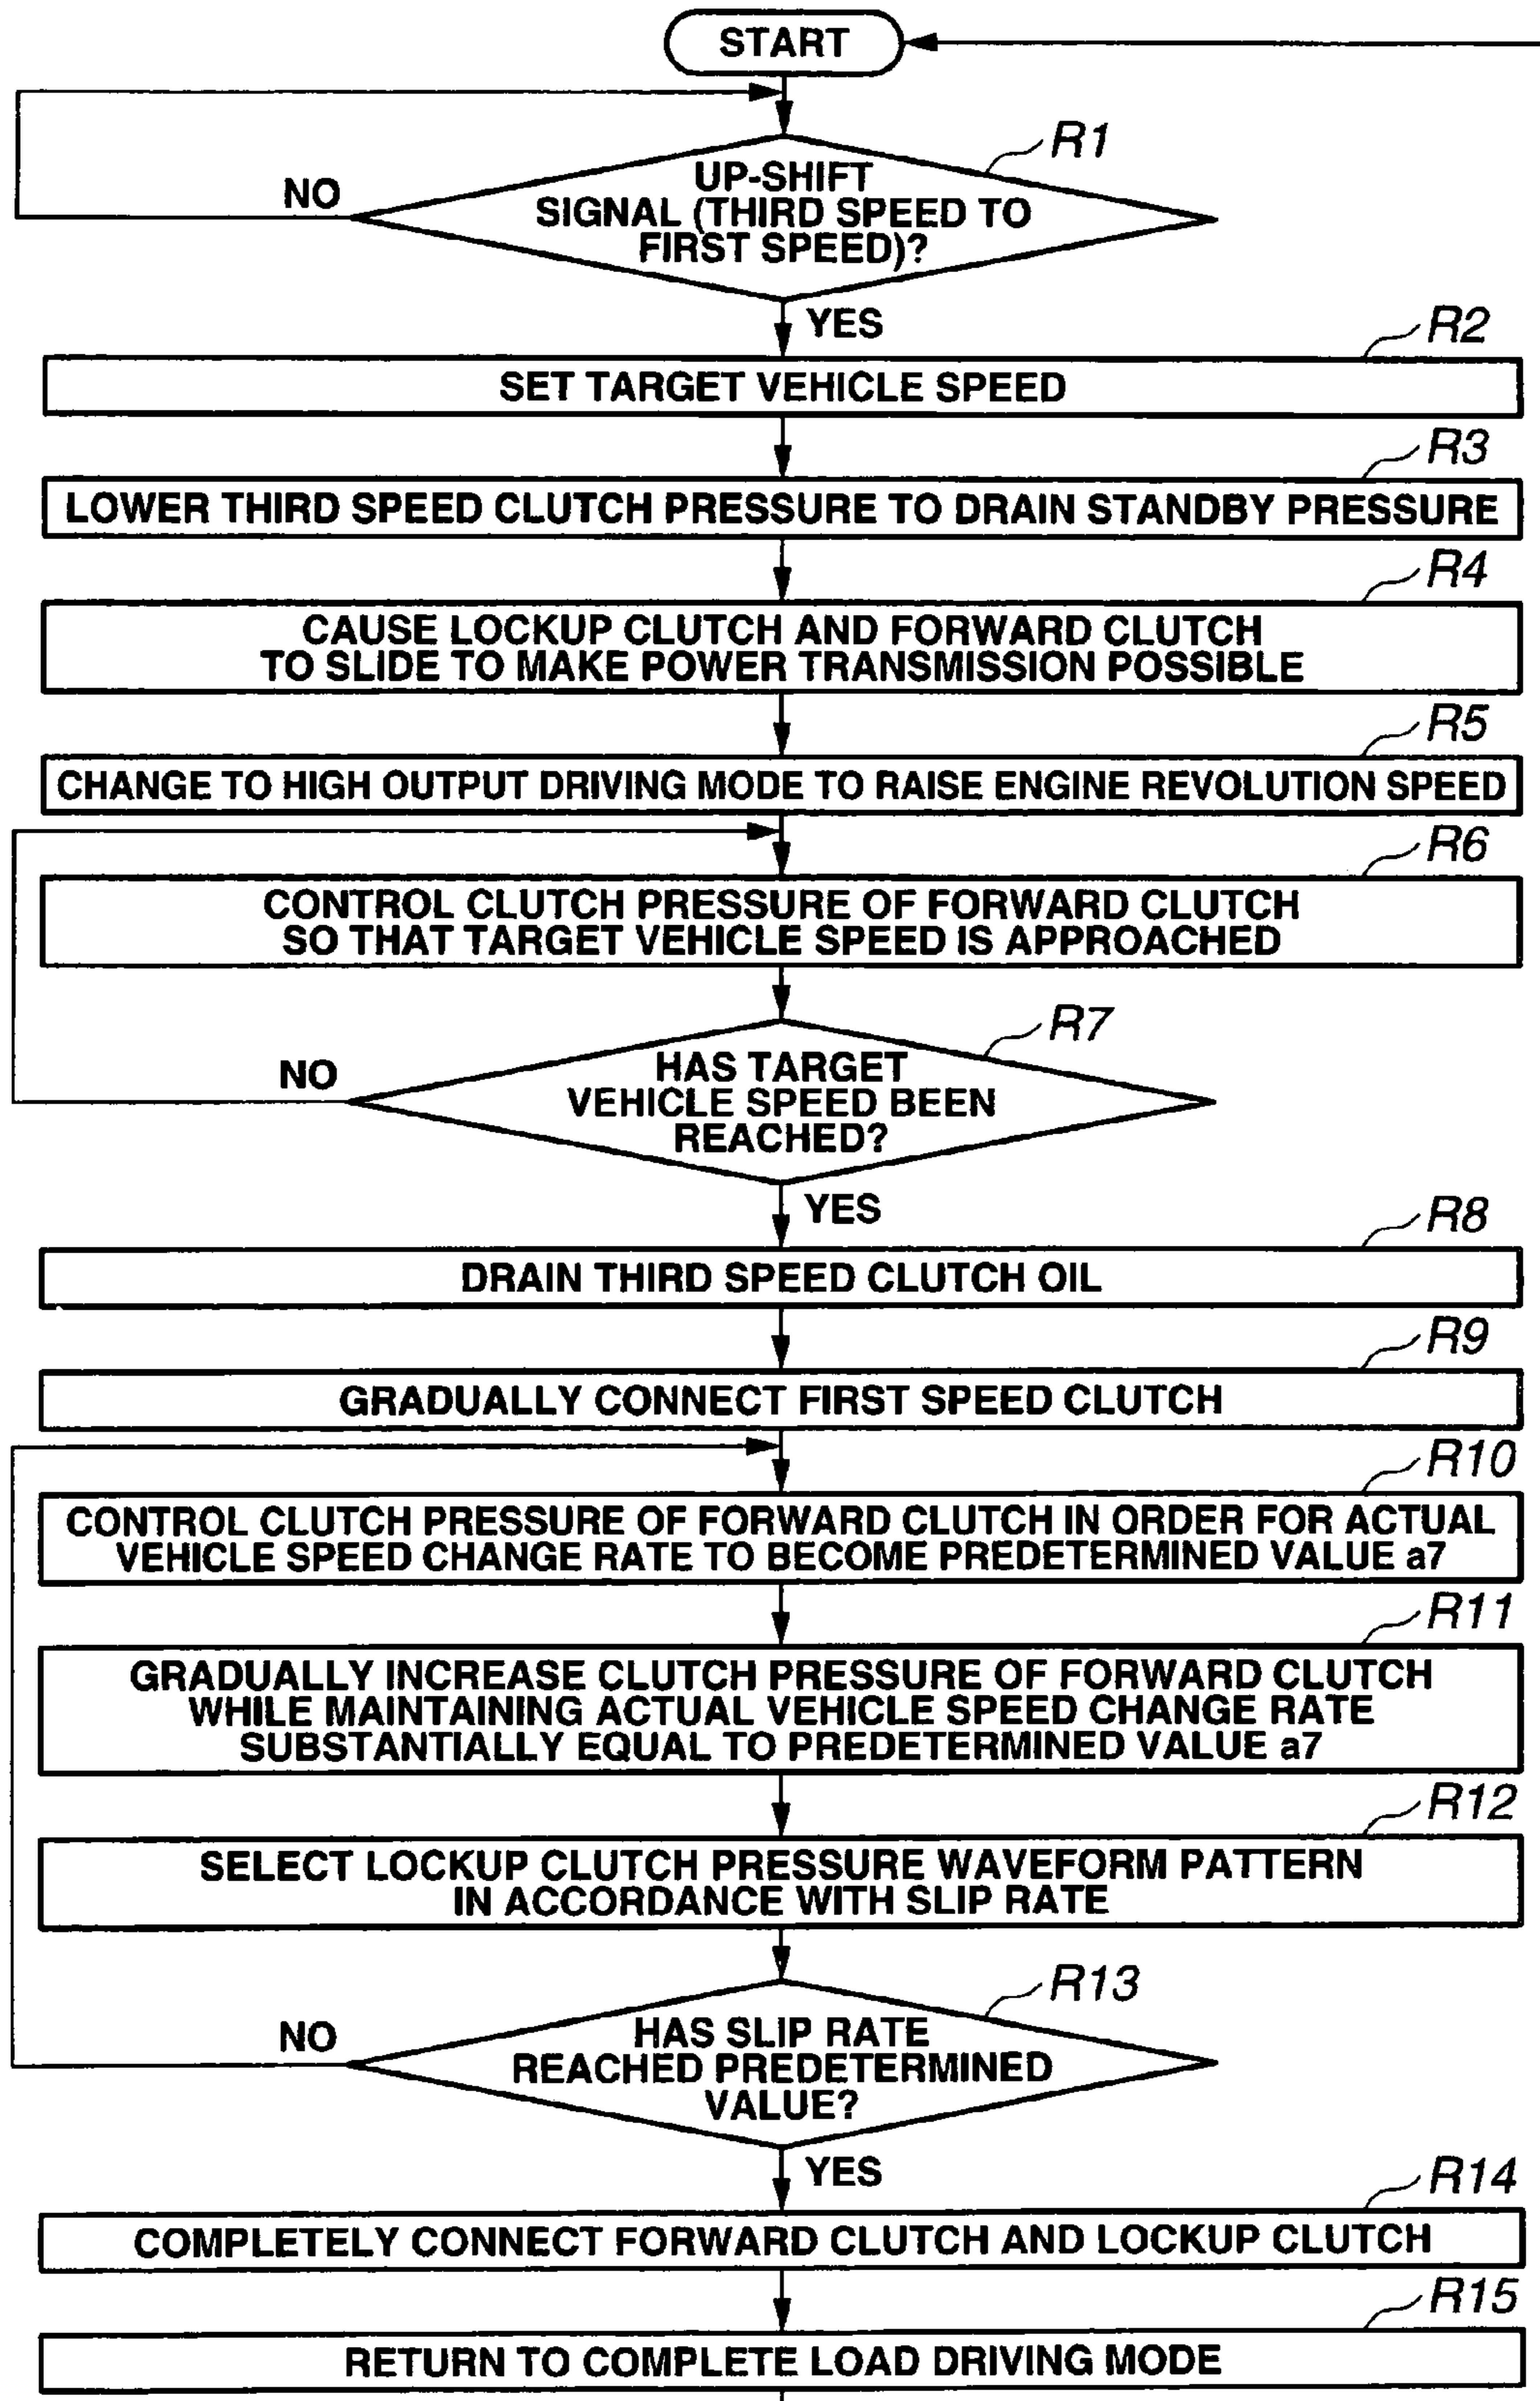 START
R1
UP-SHIFT
SIGNAL (THIRD SPEED TO
FIRST SPEED)?
NO
YES
R2
SET TARGET VEHICLE SPEED
R3
LOWER THIRD SPEED CLUTCH PRESSURE TO DRAIN STANDBY PRESSURE
R4
CAUSE LOCKUP CLUTCH AND FORWARD CLUTCH
TO SLIDE TO MAKE POWER TRANSMISSION POSSIBLE
R5
CHANGE TO HIGH OUTPUT DRIVING MODE TO RAISE ENGINE REVOLUTION SPEED
R6
CONTROL CLUTCH PRESSURE OF FORWARD CLUTCH
SO THAT TARGET VEHICLE SPEED IS APPROACHED
R7
HAS TARGET
VEHICLE SPEED BEEN
REACHED?
NO
YES
R8
DRAIN THIRD SPEED CLUTCH OIL
R9
GRADUALLY CONNECT FIRST SPEED CLUTCH
R10
CONTROL CLUTCH PRESSURE OF FORWARD CLUTCH IN ORDER FOR ACTUAL
VEHICLE SPEED CHANGE RATE TO BECOME PREDETERMINED VALUE a7
R11
GRADUALLY INCREASE CLUTCH PRESSURE OF FORWARD CLUTCH
WHILE MAINTAINING ACTUAL VEHICLE SPEED CHANGE RATE
SUBSTANTIALLY EQUAL TO PREDETERMINED VALUE a7
R12
SELECT LOCKUP CLUTCH PRESSURE WAVEFORM PATTERN
IN ACCORDANCE WITH SLIP RATE
R13
HAS SLIP RATE
REACHED PREDETERMINED
VALUE?
NO
YES
R14
COMPLETELY CONNECT FORWARD CLUTCH AND LOCKUP CLUTCH
R15
RETURN TO COMPLETE LOAD DRIVING MODE